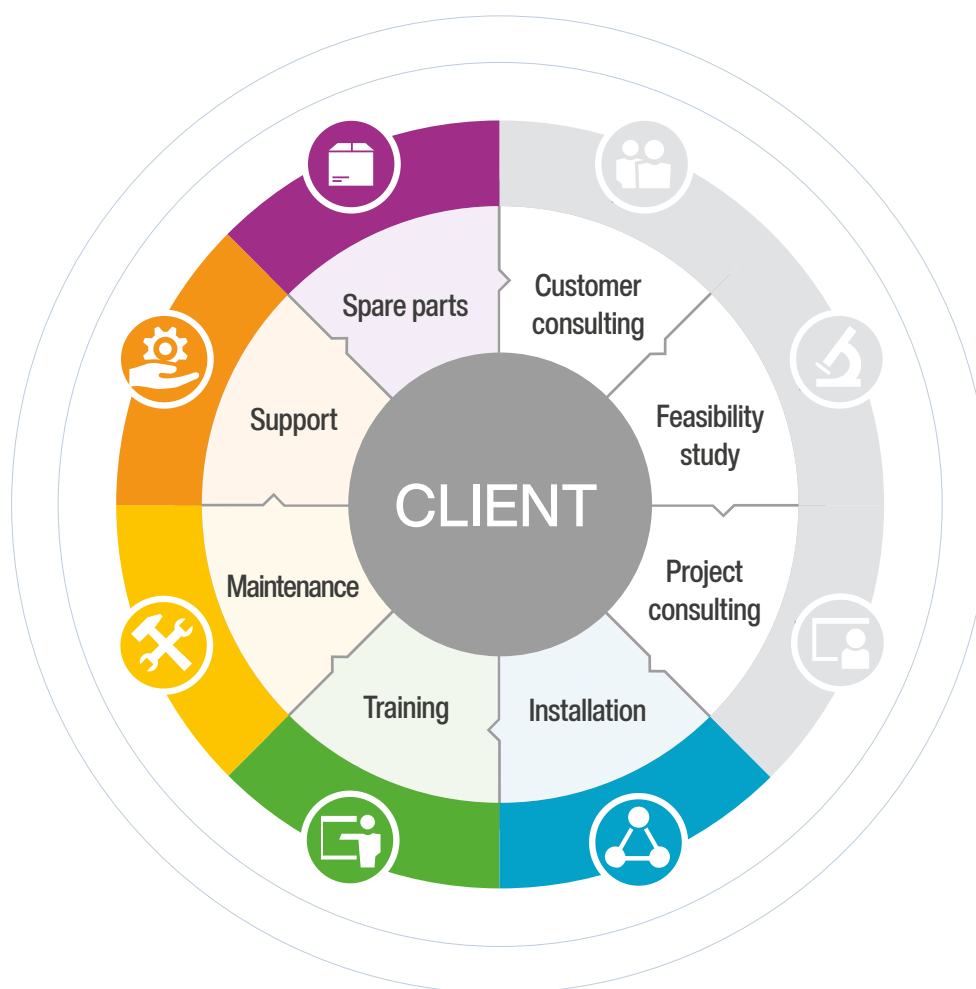 Customer
consulting
Feasibility
study
Project
consulting
Installation
Training
Maintenance
Support
Spare parts
CLIENT